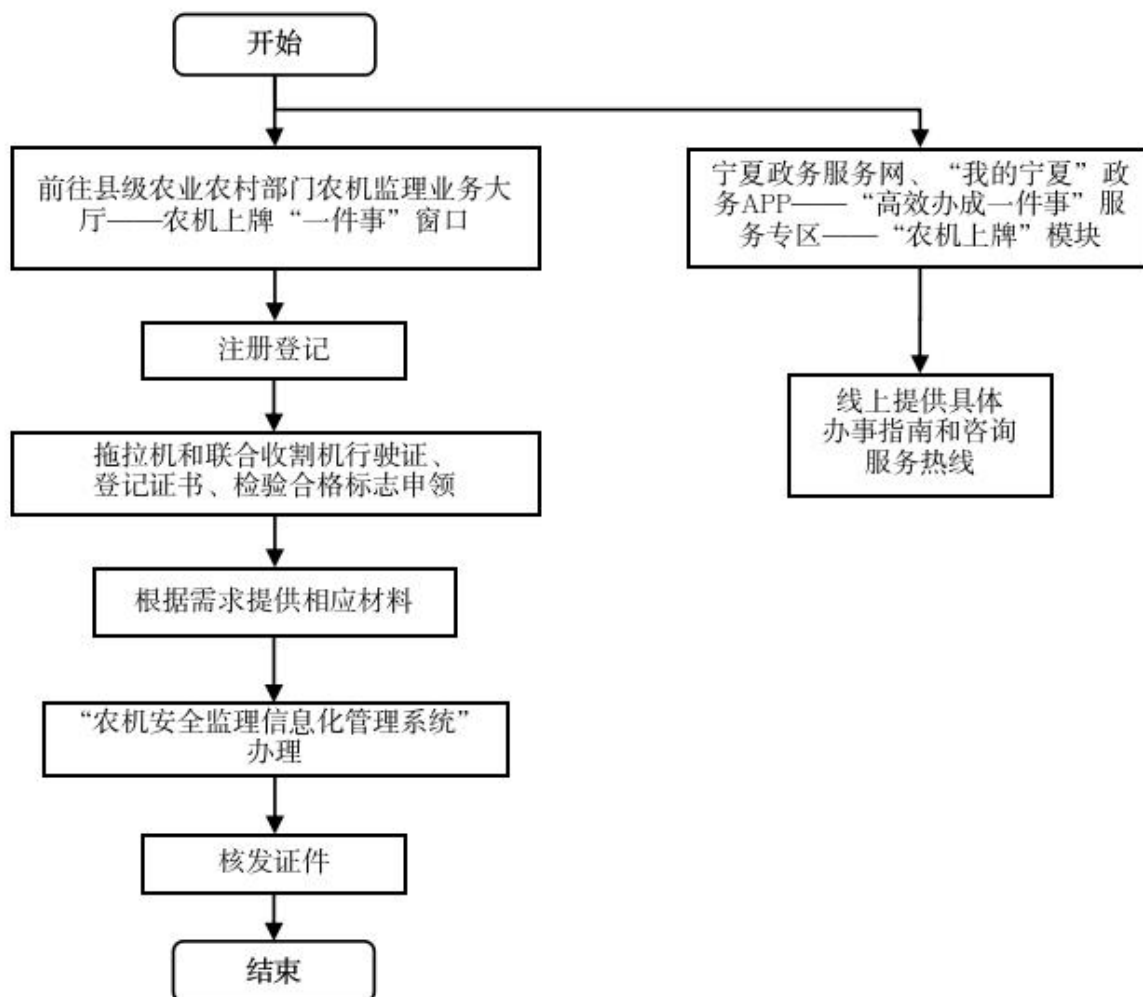 开始
前往县级农业农村部门农机监理业务大
厅——农机上牌“一件事”窗口
宁夏政务服务网、“我的宁夏”政
务APP——“高效办成一件事”服
务专区——“农机上牌”模块
注册登记
线上提供具体
办事指南和咨询
服务热线
拖拉机和联合收割机行驶证、
登记证书、检验合格标志申领
根据需求提供相应材料
“农机安全监理信息化管理系统”
办理
核发证件
结束